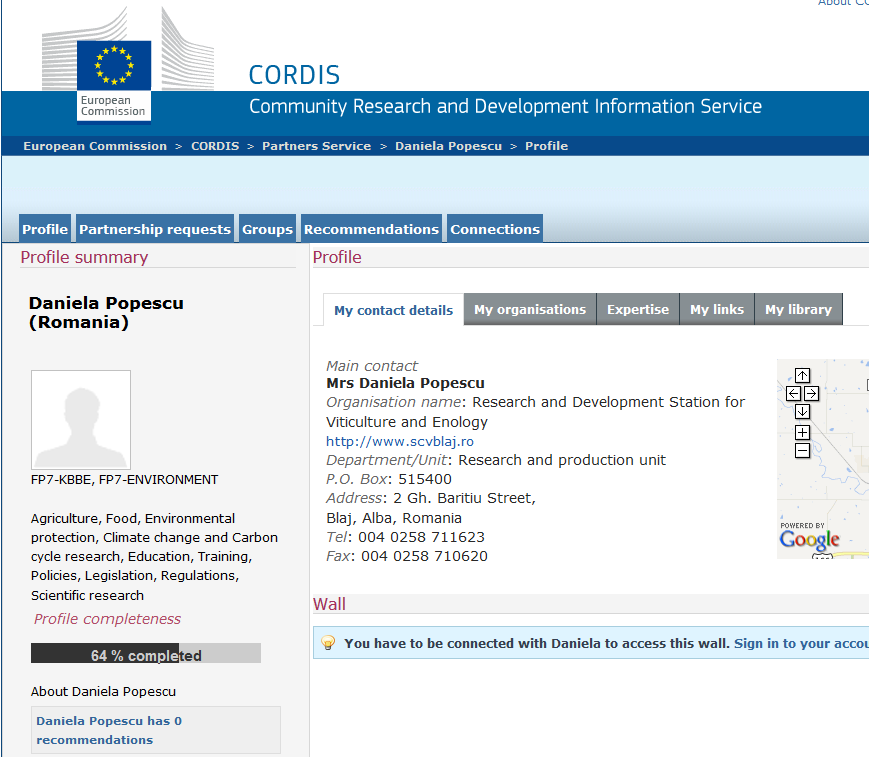 About CO
European
Commission
CORDIS
Community Research and Development Information Service
European Commission > CORDIS > Partners Service > Daniela Popescu > Profile
Profile Partnership requests Groups Recommendations Connections
Profile summary
Daniela Popescu
(Romania)
FP7-KBBE, FP7-ENVIRONMENT
Agriculture, Food, Environmental
protection, Climate change and Carbon
cycle research, Education, Training,
Policies, Legislation, Regulations,
Scientific research
Profile completeness
64 % completed
About Daniela Popescu
Daniela Popescu has 0
recommendations
Profile
My contact details My organisations Expertise My links My library
Main contact
Mrs Daniela Popescu
Organisation name: Research and Development Station for
Viticulture and Enology
http://www.scvblaj.ro
Department/Unit: Research and production unit
P.O. Box: 515400
Address: 2 Gh. Baritiu Street,
Blaj, Alba, Romania
Tel: 004 0258 711623
Fax: 004 0258 710620
POWERED BY
Google
Wall
You have to be connected with Daniela to access this wall. Sign in to your accou